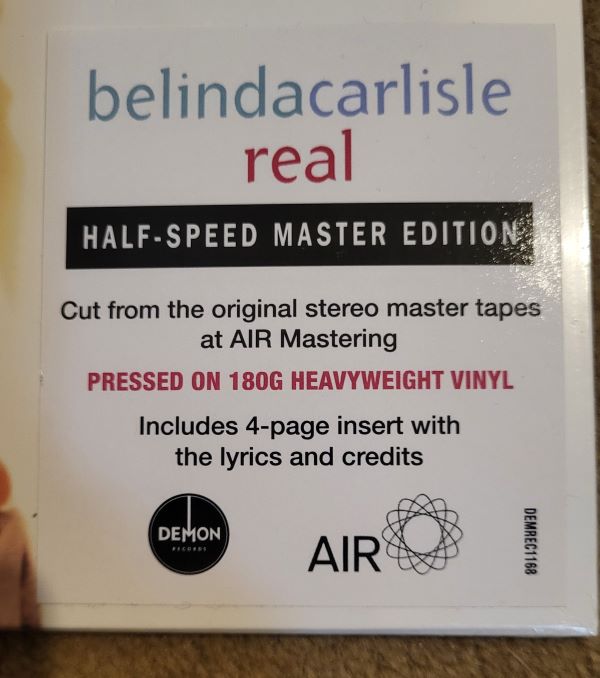 belindacarlisle
real
HALF-SPEED MASTER EDITION
Cut from the original stereo master tapes
at AIR Mastering
PRESSED ON 180G HEAVYWEIGHT VINYL
Includes 4-page insert with
the lyrics and credits
DEMON
RECORDS
AIR
DEMREC1168